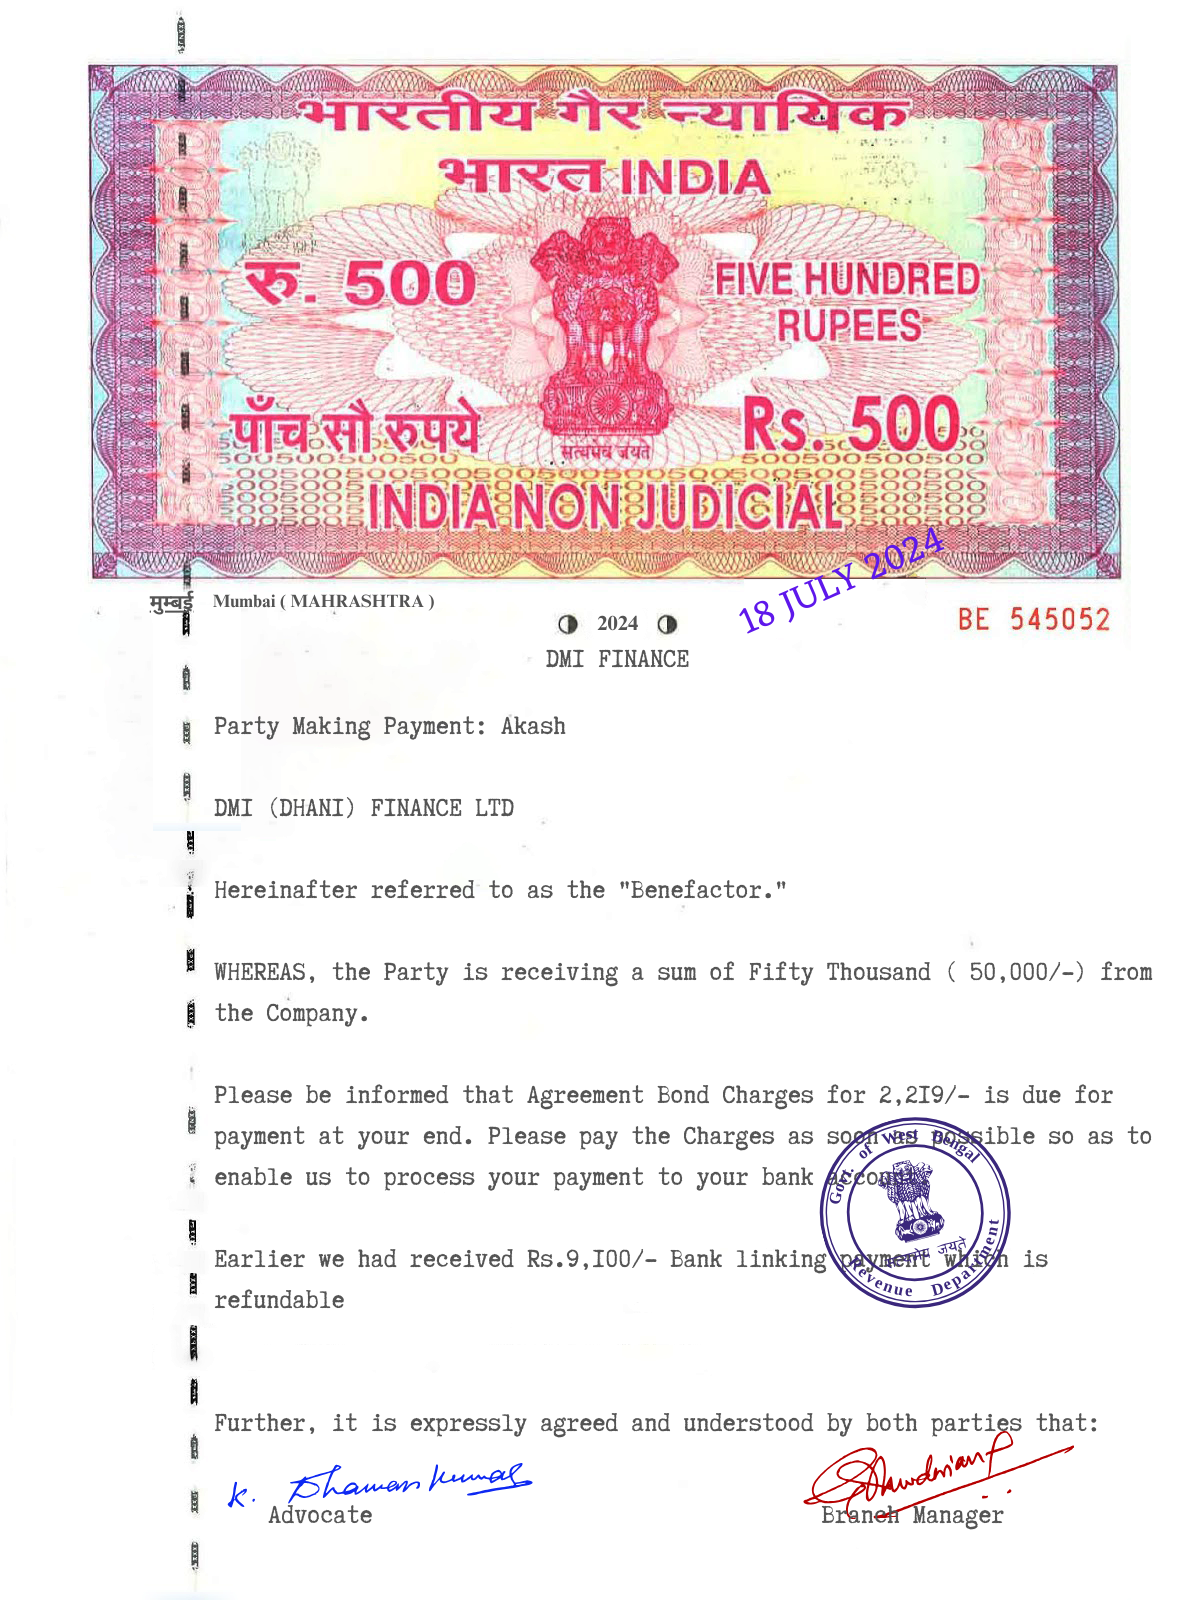 भारतीय गैर न्यायिक
भारत INDIA
रु. 500
FIVE HUNDRED
RUPEES
पाँच सौ रुपये
Rs. 500
सत्यमेव जयते
INDIA NON JUDICIAL
मुम्बई Mumbai ( MAHRASHTRA )
2024
18 JULY 2024
BE 545052
DMI FINANCE
Party Making Payment: Akash
DMI (DHANI) FINANCE LTD
Hereinafter referred to as the "Benefactor."
WHEREAS, the Party is receiving a sum of Fifty Thousand ( 50,000/-) from
the Company.
Please be informed that Agreement Bond Charges for 2,2I9/- is due for
payment at your end. Please pay the Charges as soon as possible so as to
enable us to process your payment to your bank account.
Govt. of West Bengal
सत्यमेव जयते
Revenue Department
Earlier we had received Rs.9,I00/- Bank linking payment which is
refundable
Further, it is expressly agreed and understood by both parties that:
K.
Advocate
Branch Manager